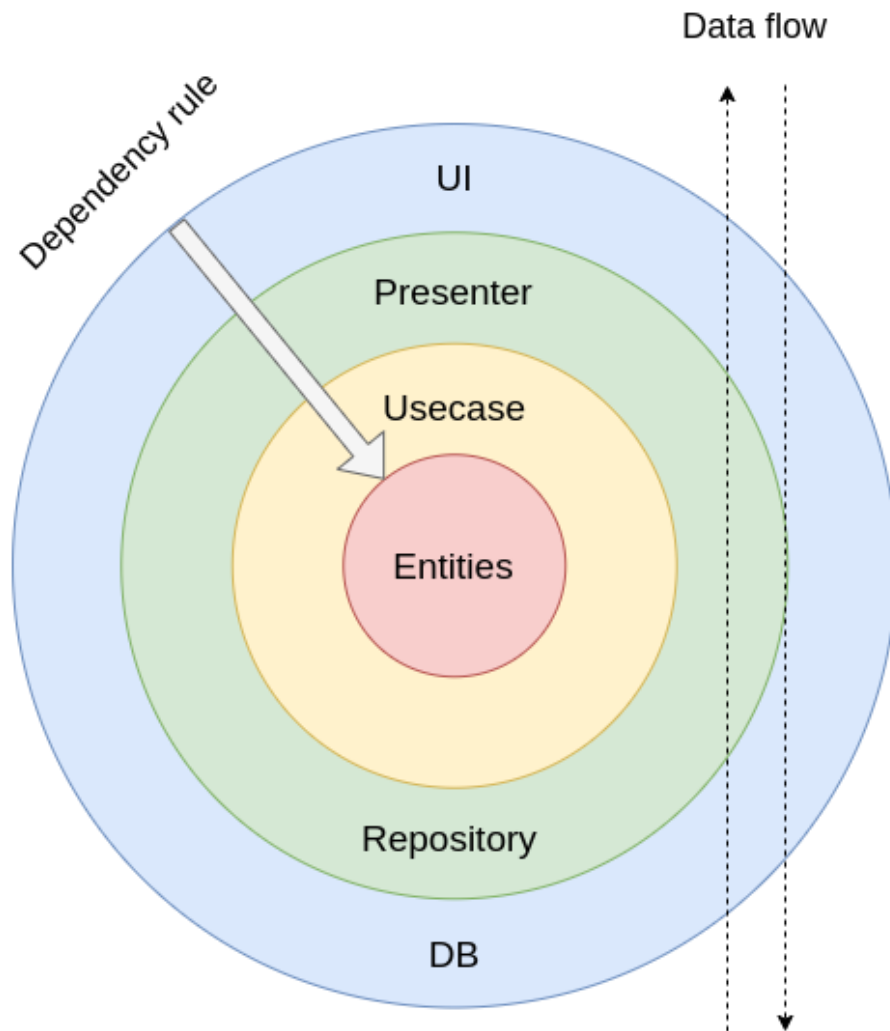 Data flow
Dependency rule
UI
Presenter
Usecase
Entities
Repository
DB